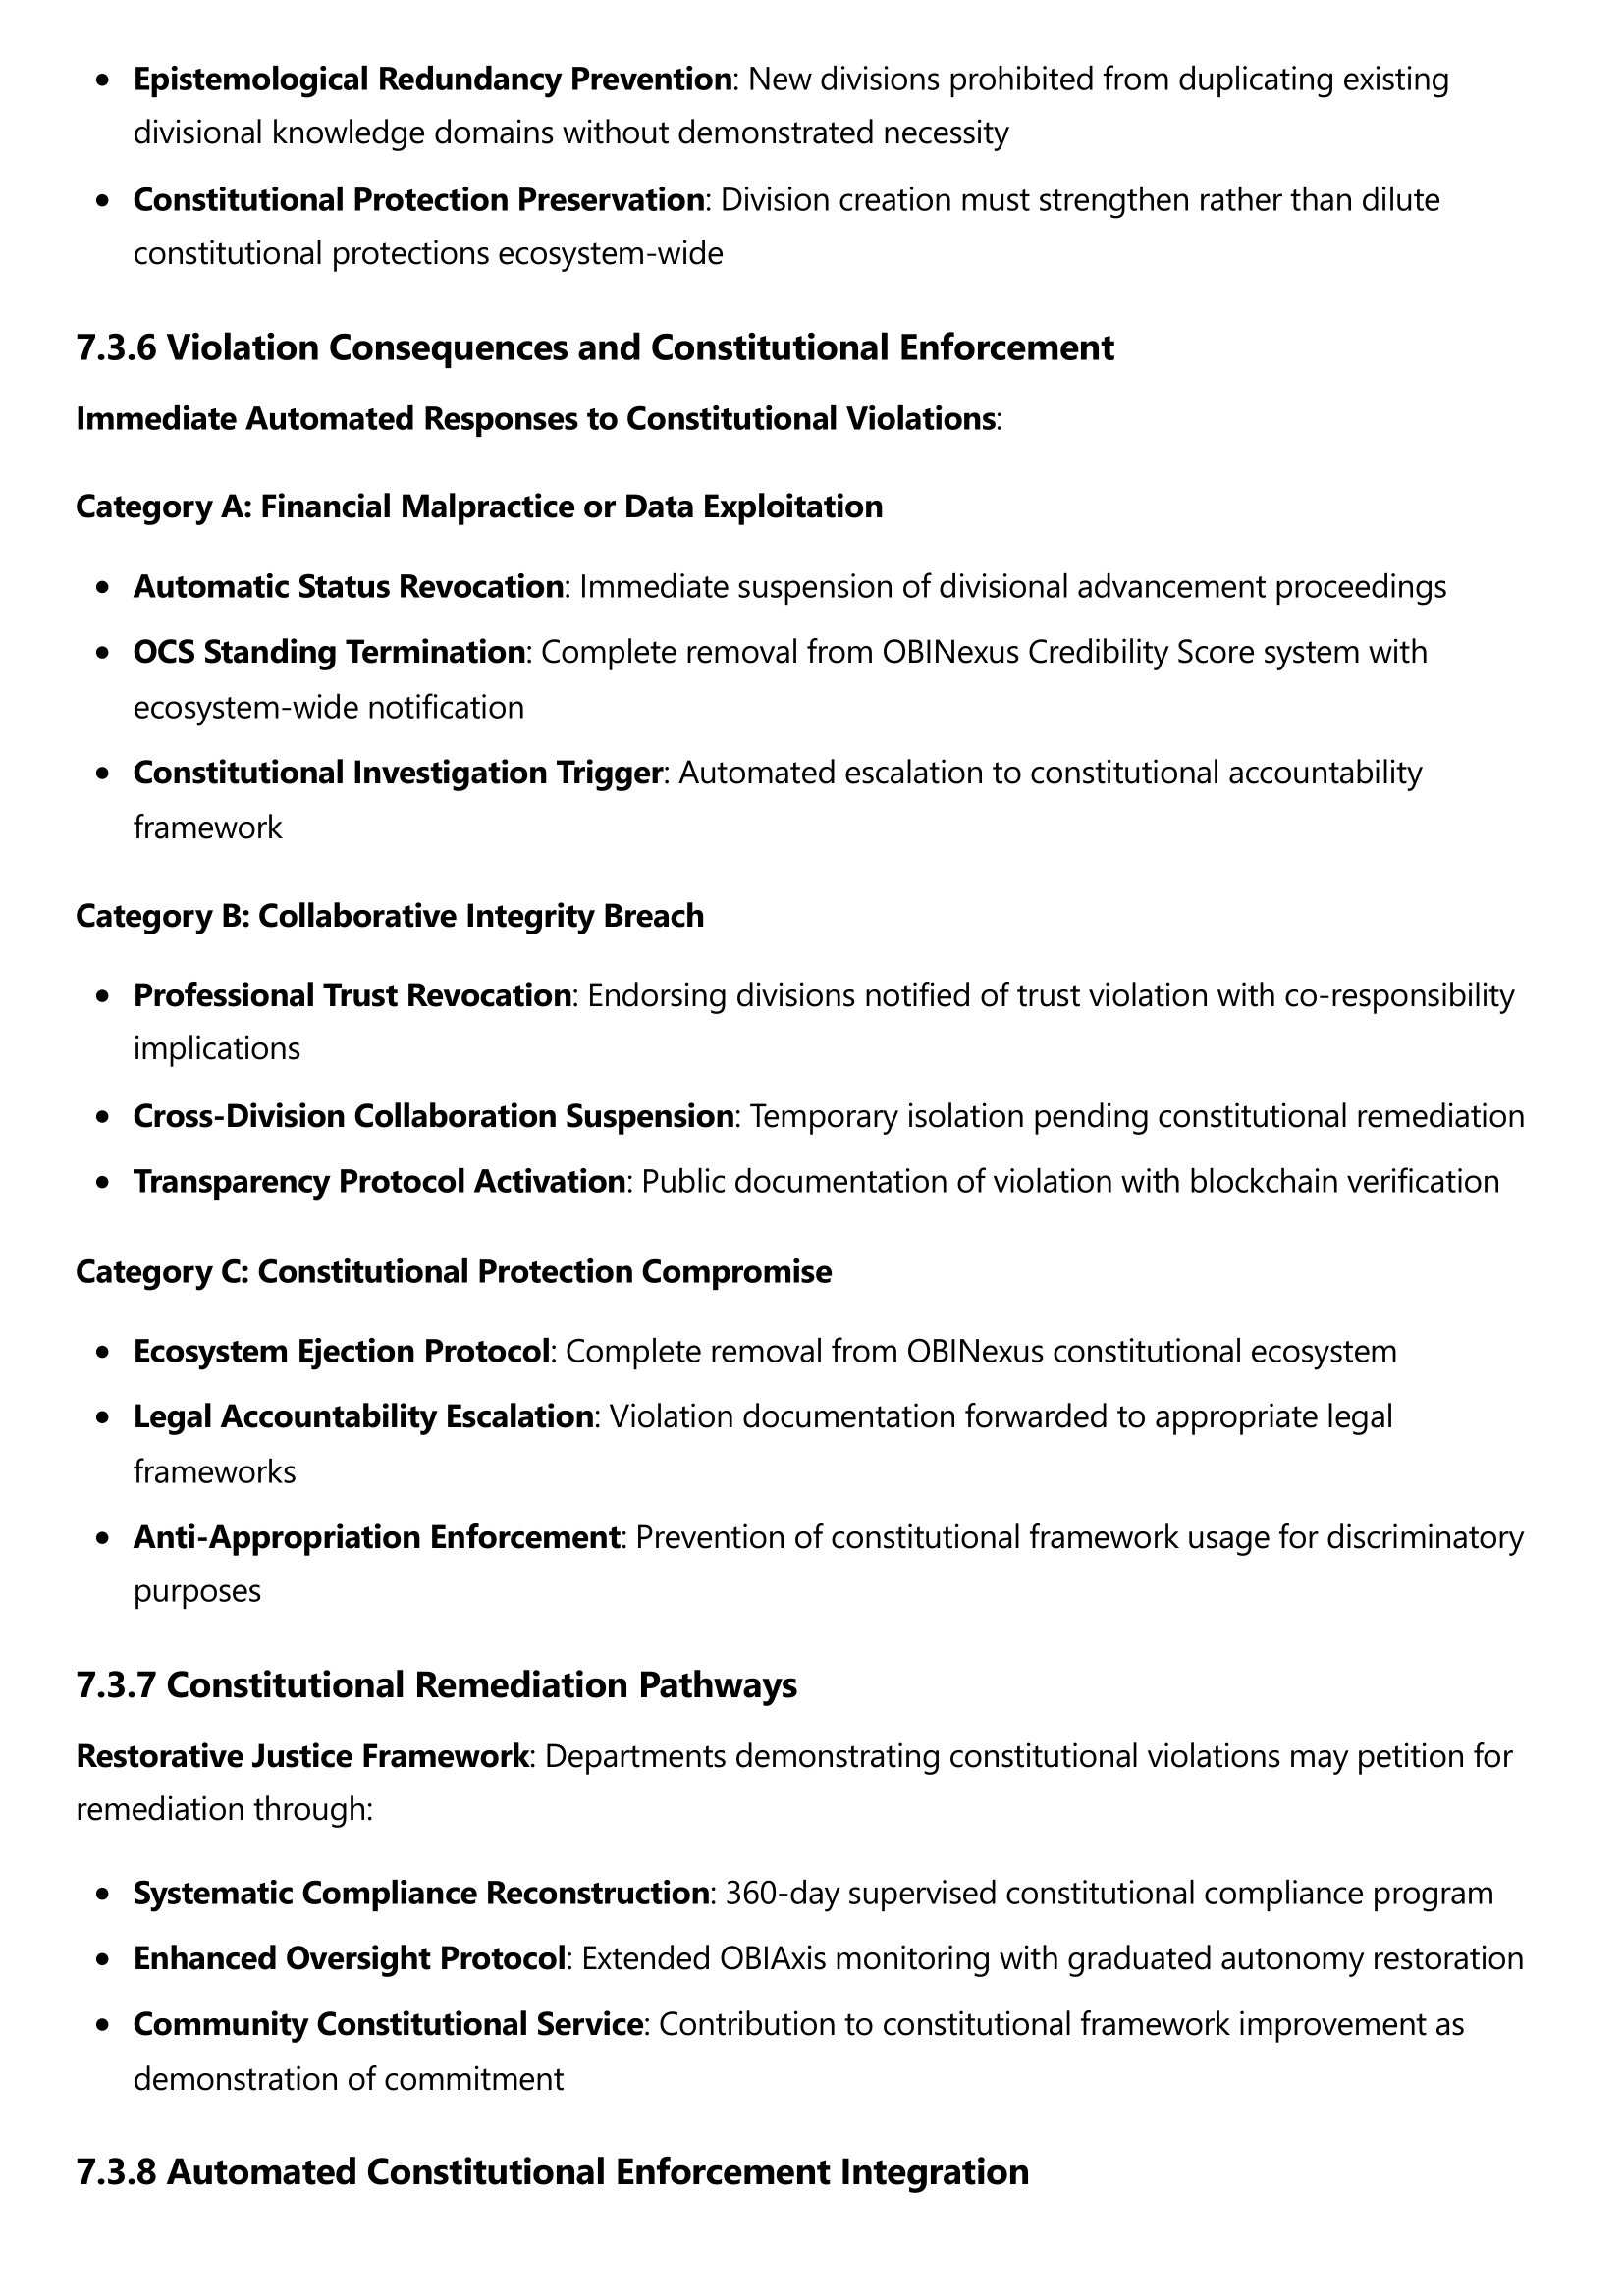 • Epistemological Redundancy Prevention: New divisions prohibited from duplicating existing
divisional knowledge domains without demonstrated necessity
• Constitutional Protection Preservation: Division creation must strengthen rather than dilute
constitutional protections ecosystem-wide
7.3.6 Violation Consequences and Constitutional Enforcement
Immediate Automated Responses to Constitutional Violations:
Category A: Financial Malpractice or Data Exploitation
• Automatic Status Revocation: Immediate suspension of divisional advancement proceedings
• OCS Standing Termination: Complete removal from OBINexus Credibility Score system with
ecosystem-wide notification
• Constitutional Investigation Trigger: Automated escalation to constitutional accountability
framework
Category B: Collaborative Integrity Breach
• Professional Trust Revocation: Endorsing divisions notified of trust violation with co-responsibility
implications
• Cross-Division Collaboration Suspension: Temporary isolation pending constitutional remediation
• Transparency Protocol Activation: Public documentation of violation with blockchain verification
Category C: Constitutional Protection Compromise
• Ecosystem Ejection Protocol: Complete removal from OBINexus constitutional ecosystem
• Legal Accountability Escalation: Violation documentation forwarded to appropriate legal
frameworks
• Anti-Appropriation Enforcement: Prevention of constitutional framework usage for discriminatory
purposes
7.3.7 Constitutional Remediation Pathways
Restorative Justice Framework: Departments demonstrating constitutional violations may petition for
remediation through:
• Systematic Compliance Reconstruction: 360-day supervised constitutional compliance program
• Enhanced Oversight Protocol: Extended OBIAxis monitoring with graduated autonomy restoration
• Community Constitutional Service: Contribution to constitutional framework improvement as
demonstration of commitment
7.3.8 Automated Constitutional Enforcement Integration